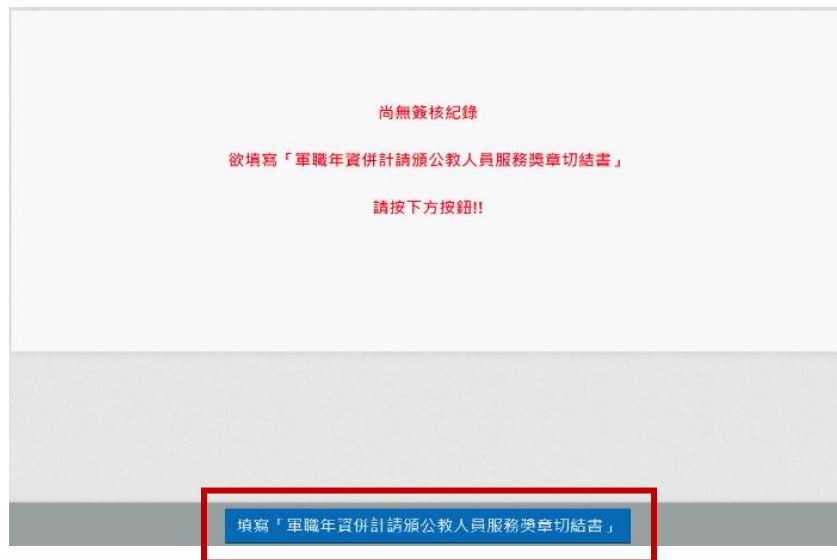 尚無簽核紀錄
欲填寫「軍職年資併計請頒公教人員服務獎章切結書」
請按下方按鈕!!
填寫「軍職年資併計請頒公教人員服務獎章切結書」